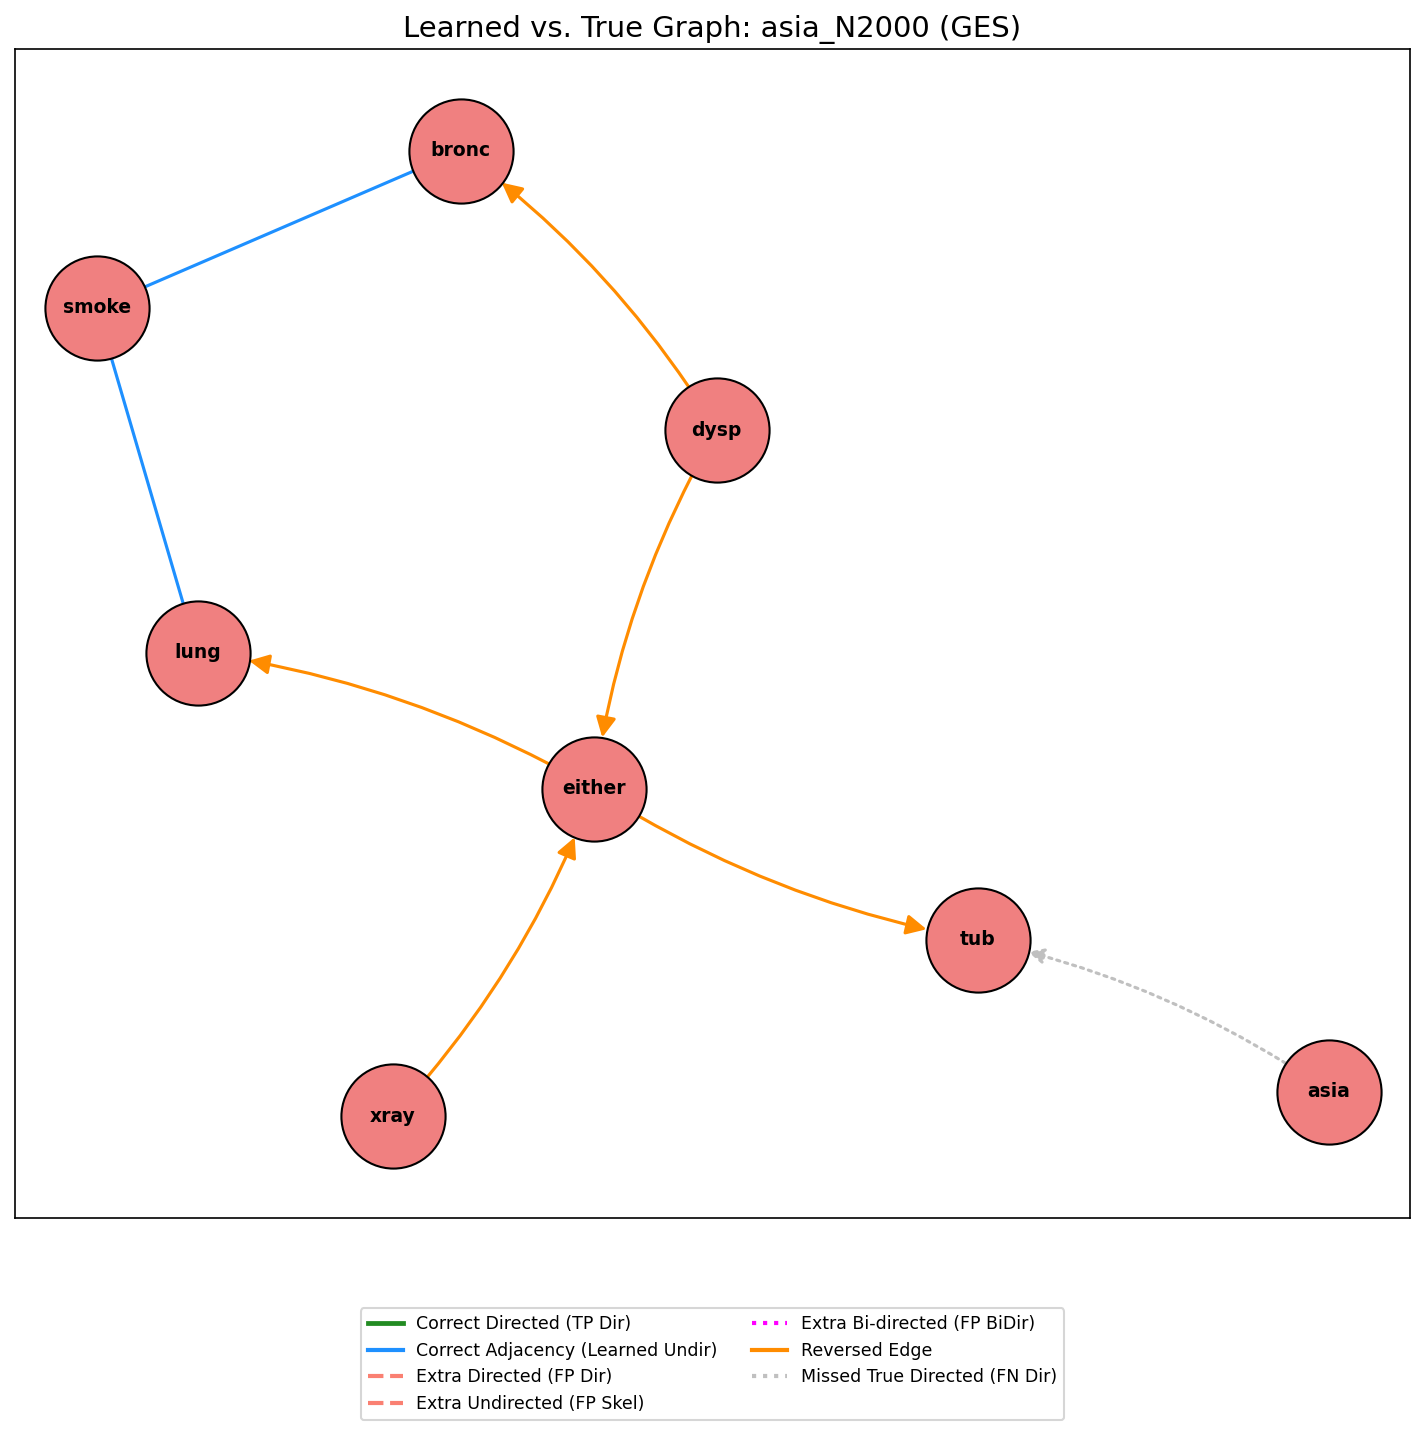 Learned vs. True Graph: asia_N2000 (GES)
bronc
smoke
dysp
lung
either
tub
asia
xray
Correct Directed (TP Dir)
Correct Adjacency (Learned Undir)
Extra Directed (FP Dir)
Extra Undirected (FP Skel)
Extra Bi-directed (FP BiDir)
Reversed Edge
Missed True Directed (FN Dir)